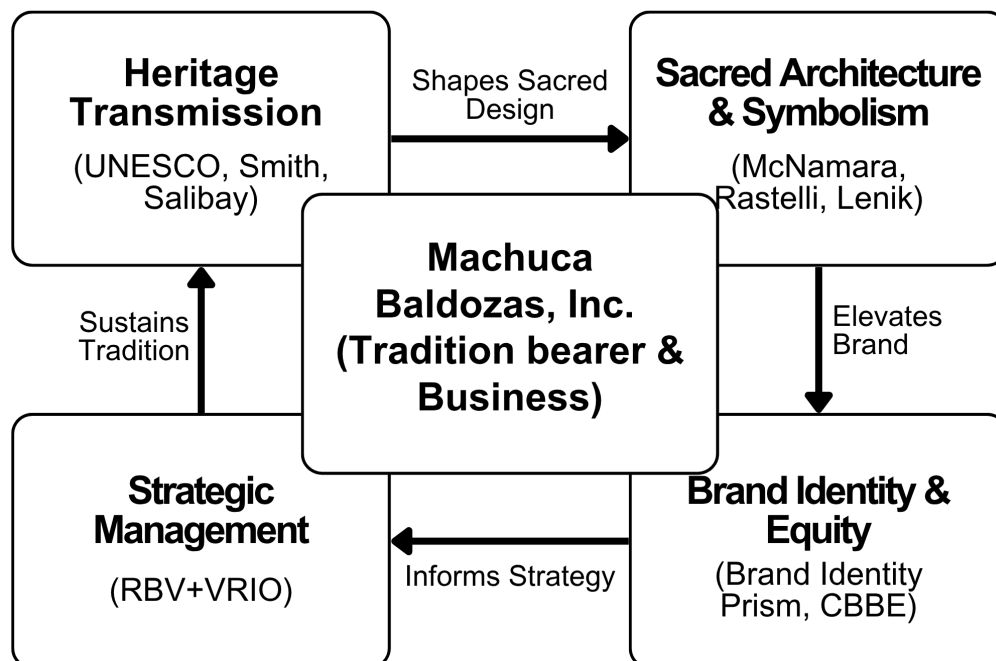 Heritage
Transmission
(UNESCO, Smith,
Salibay)
Shapes Sacred
Design
Sacred Architecture
& Symbolism
(McNamara,
Rastelli, Lenik)
Machuca
Baldozas, Inc.
(Tradition bearer &
Business)
Sustains
Tradition
Elevates
Brand
Strategic
Management
(RBV+VRIO)
Informs Strategy
Brand Identity &
Equity
(Brand Identity
Prism, CBBE)